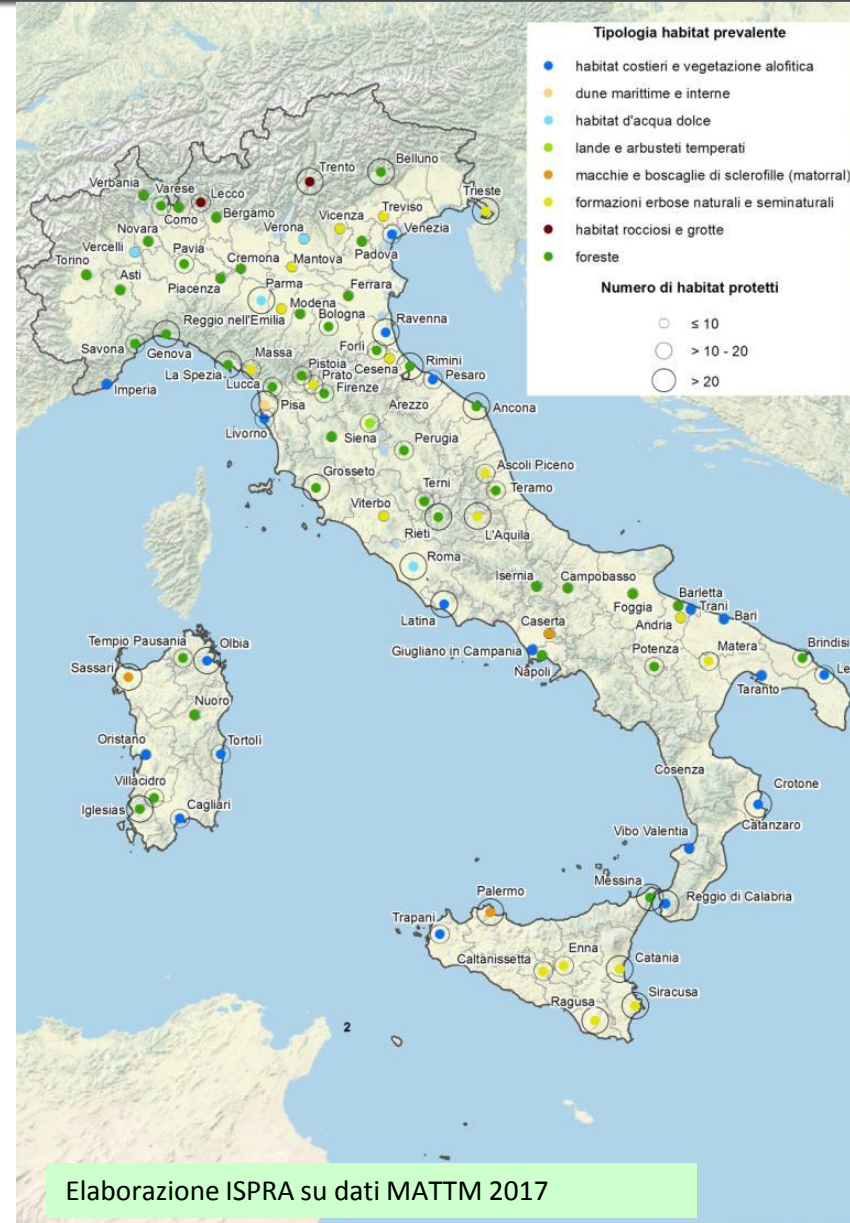 Tipologia habitat prevalente
habitat costieri e vegetazione alofitica
dune marittime e interne
habitat d'acqua dolce
lande e arbusteti temperati
macchie e boscaglie di sclerofille (matorral)
formazioni erbose naturali e seminaturali
habitat rocciosi e grotte
foreste
Numero di habitat protetti
≤ 10
> 10 - 20
> 20
Belluno
Trento
Trieste
Verbania
Varese
Lecco
Como
Bergamo
Treviso
Vicenza
Novara
Verona
Venezia
Vercelli
Pavia
Padova
Torino
Cremona
Mantova
Asti
Piacenza
Parma
Ferrara
Modena
Reggio nell'Emilia
Bologna
Ravenna
Savona
Genova
Forlì
Massa
Cesena
Rimini
La Spezia
Pistoia
Prato
Pesaro
Imperia
Lucca
Firenze
Pisa
Arezzo
Ancona
Livorno
Siena
Perugia
Grosseto
Ascoli Piceno
Terni
Teramo
Viterbo
Rieti
L'Aquila
Roma
Isernia
Campobasso
Barletta
Foggia
Trani
Latina
Caserta
Andria
Bari
Tempio Pausania
Olbia
Giugliano in Campania
Potenza
Matera
Brindisi
Sassari
Napoli
Le
Taranto
Nuoro
Oristano
Tortolì
Cosenza
Villacidro
Crotone
Iglesias
Cagliari
Catanzaro
Vibo Valentia
Messina
Palermo
Reggio di Calabria
Trapani
Enna
Caltanissetta
Catania
Siracusa
Ragusa
2
Elaborazione ISPRA su dati MATTM 2017